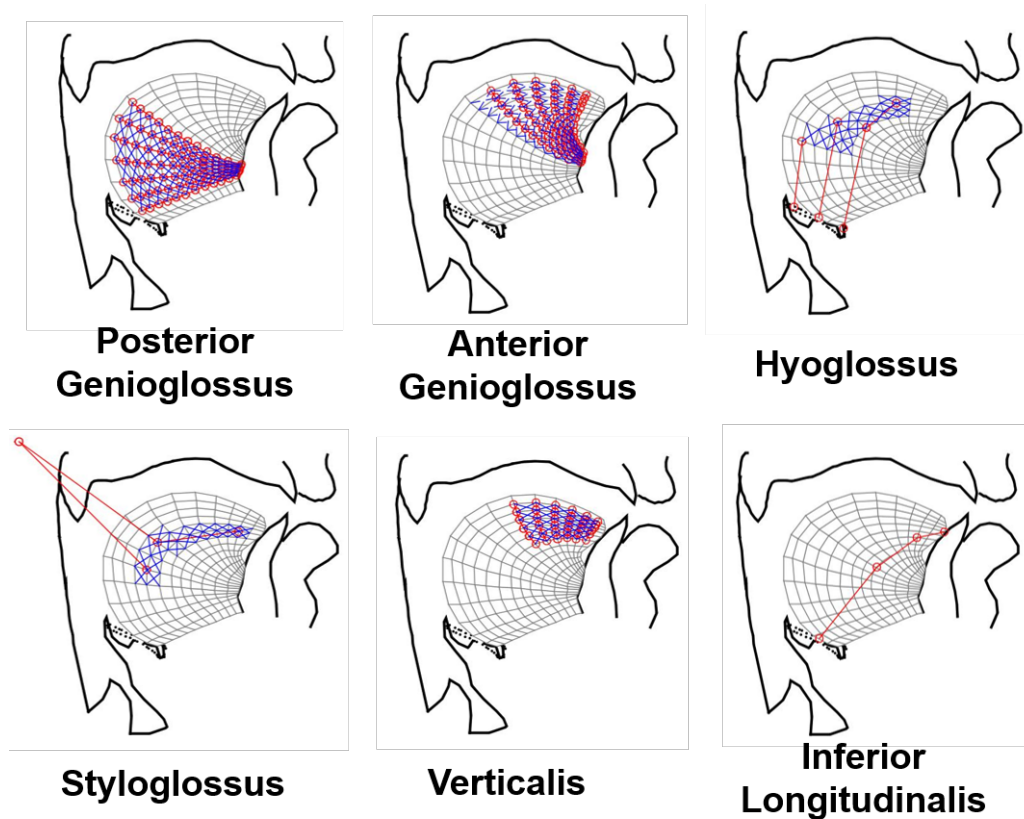 Posterior
Genioglossus
Anterior
Genioglossus
Hyoglossus
Styloglossus
Verticalis
Inferior
Longitudinalis